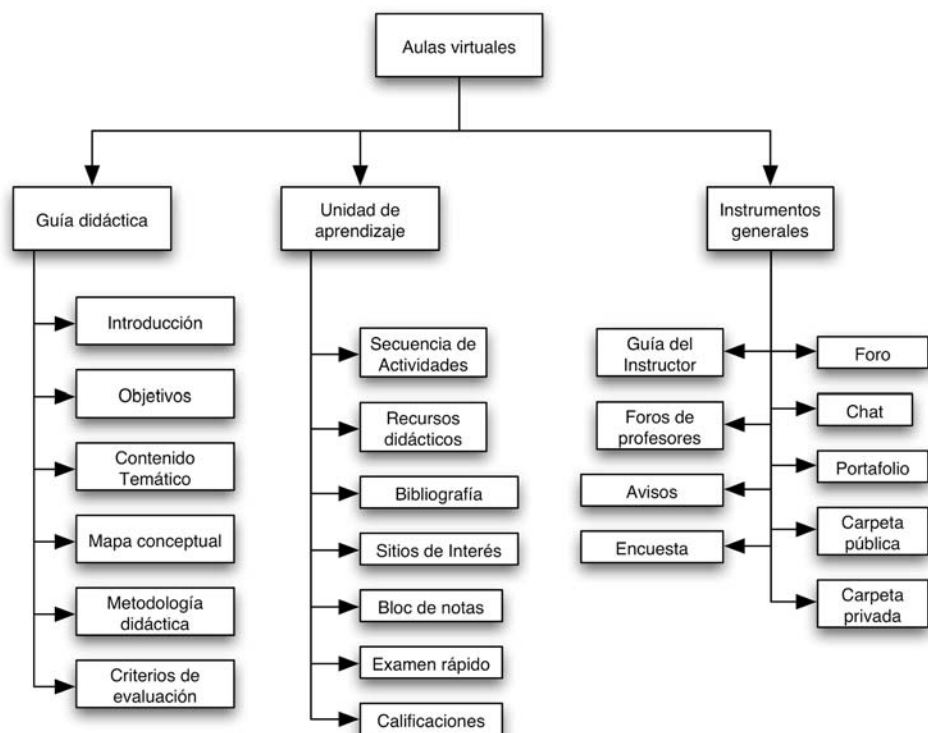 Aulas virtuales
Guía didáctica
Introducción
Objetivos
Contenido
Temático
Mapa conceptual
Metodología
didáctica
Criterios de
evaluación
Unidad de
aprendizaje
Secuencia de
Actividades
Recursos
didácticos
Bibliografía
Sitios de Interés
Bloc de notas
Examen rápido
Calificaciones
Instrumentos
generales
Guía del
Instructor
Foros de
profesores
Avisos
Encuesta
Foro
Chat
Portafolio
Carpeta
pública
Carpeta
privada